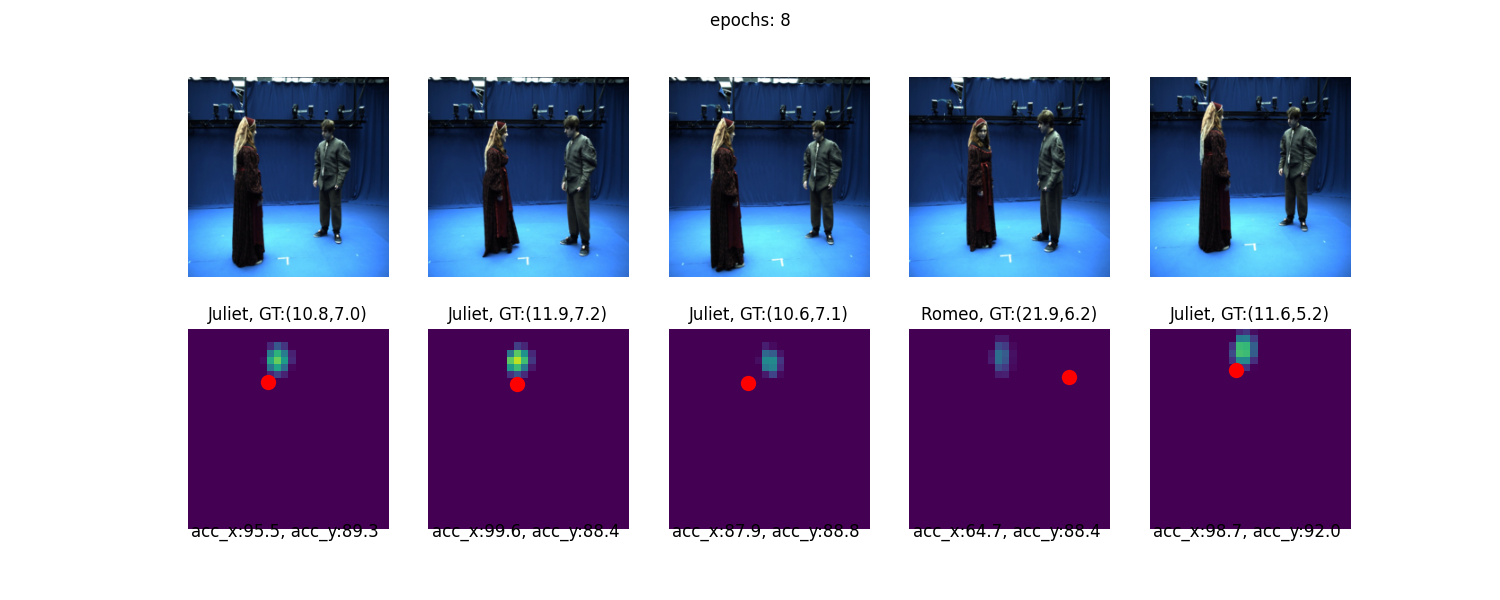 epochs: 8
Juliet, GT:(10.8,7.0)
Juliet, GT:(11.9,7.2)
Juliet, GT:(10.6,7.1)
Romeo, GT:(21.9,6.2)
Juliet, GT:(11.6,5.2)
acc_x:95.5, acc_y:89.3
acc_x:99.6, acc_y:88.4
acc_x:87.9, acc_y:88.8
acc_x:64.7, acc_y:88.4
acc_x:98.7, acc_y:92.0